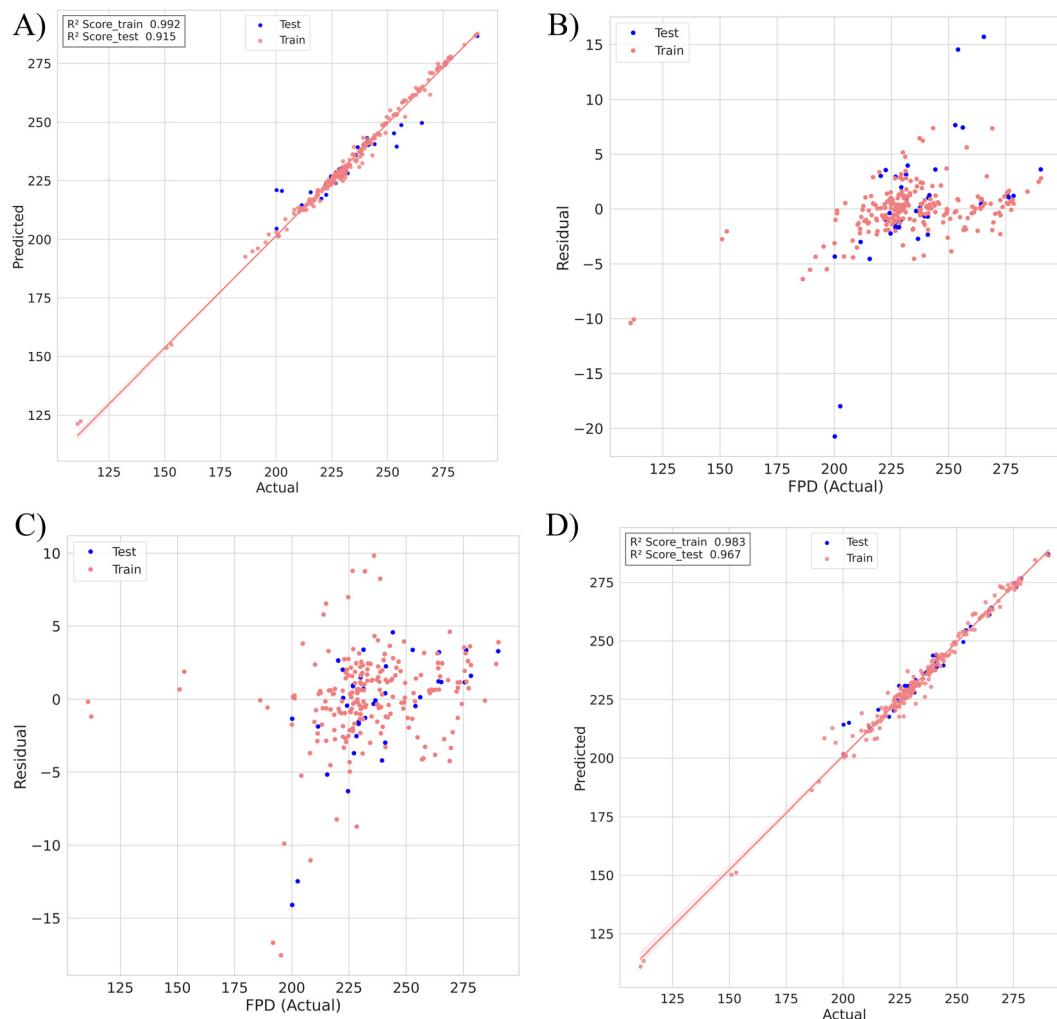 A)
R² Score_train 0.992
R² Score_test 0.915
Test
Train
275
250
225
200
175
150
125
Predicted
125 150 175 200 225 250 275
Actual
B)
Test
Train
15
10
5
0
−5
−10
−15
−20
Residual
125 150 175 200 225 250 275
FPD (Actual)
C)
Test
Train
10
5
0
−5
−10
−15
Residual
125 150 175 200 225 250 275
FPD (Actual)
D)
R² Score_train 0.983
R² Score_test 0.967
Test
Train
275
250
225
200
175
150
125
Predicted
125 150 175 200 225 250 275
Actual